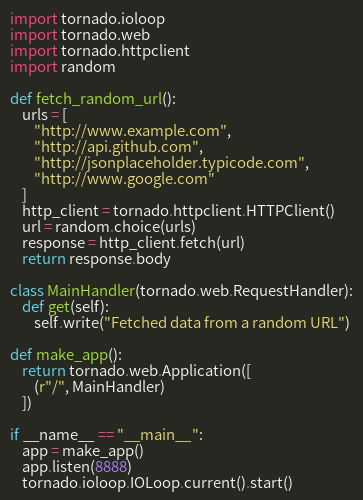 import tornado.ioloop
import tornado.web
import tornado.httpclient
import random

def fetch_random_url():
    urls = [
        "http://www.example.com",
        "http://api.github.com",
        "http://jsonplaceholder.typicode.com",
        "http://www.google.com"
    ]
    http_client = tornado.httpclient.HTTPClient()
    url = random.choice(urls)
    response = http_client.fetch(url)
    return response.body

class MainHandler(tornado.web.RequestHandler):
    def get(self):
        self.write("Fetched data from a random URL")

def make_app():
    return tornado.web.Application([
        (r"/", MainHandler)
    ])

if __name__ == "__main__":
    app = make_app()
    app.listen(8888)
    tornado.ioloop.IOLoop.current().start()